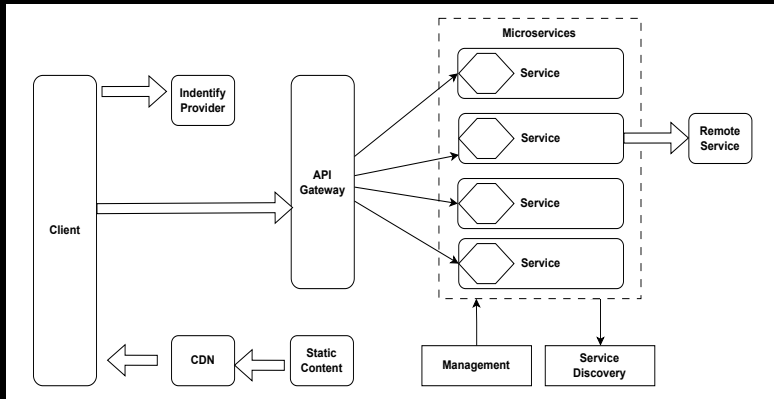 Microservices
Service
Indentify
Provider
Service
Remote
Service
API
Gateway
Service
Client
Service
CDN
Static
Content
Management
Service
Discovery